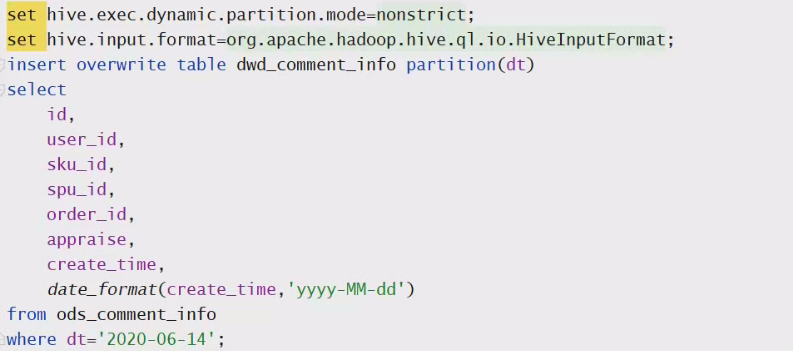 set hive.exec.dynamic.partition.mode=nonstrict;
set hive.input.format=org.apache.hadoop.hive.ql.io.HiveInputFormat;
insert overwrite table dwd_comment_info partition(dt)
select
    id,
    user_id,
    sku_id,
    spu_id,
    order_id,
    appraise,
    create_time,
    date_format(create_time,'yyyy-MM-dd')
from ods_comment_info
where dt='2020-06-14';